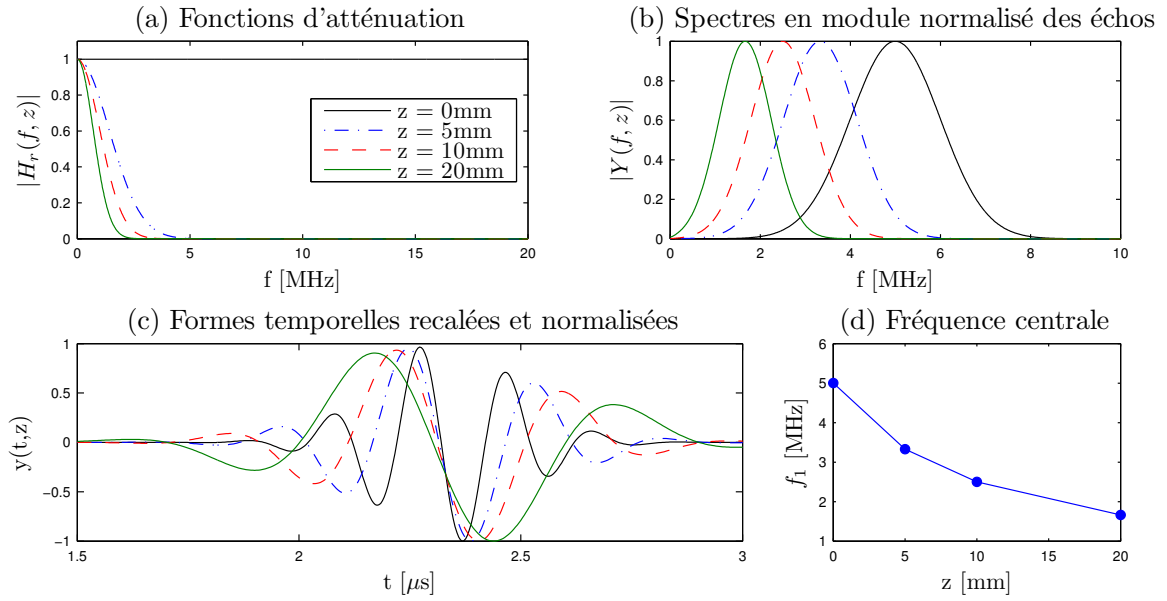 (a) Fonctions d'atténuation
1
0.8
0.6
0.4
0.2
0
|H_r(f, z)|
z = 0mm
z = 5mm
z = 10mm
z = 20mm
0 5 10 15 20
f [MHz]
(b) Spectres en module normalisé des échos
1
0.8
0.6
0.4
0.2
0
|Y(f, z)|
0 2 4 6 8 10
f [MHz]
(c) Formes temporelles recalées et normalisées
1
0.5
0
−0.5
−1
y(t,z)
1.5 2 2.5 3
t [μs]
(d) Fréquence centrale
6
5
4
3
2
1
f_1 [MHz]
0 5 10 15 20
z [mm]